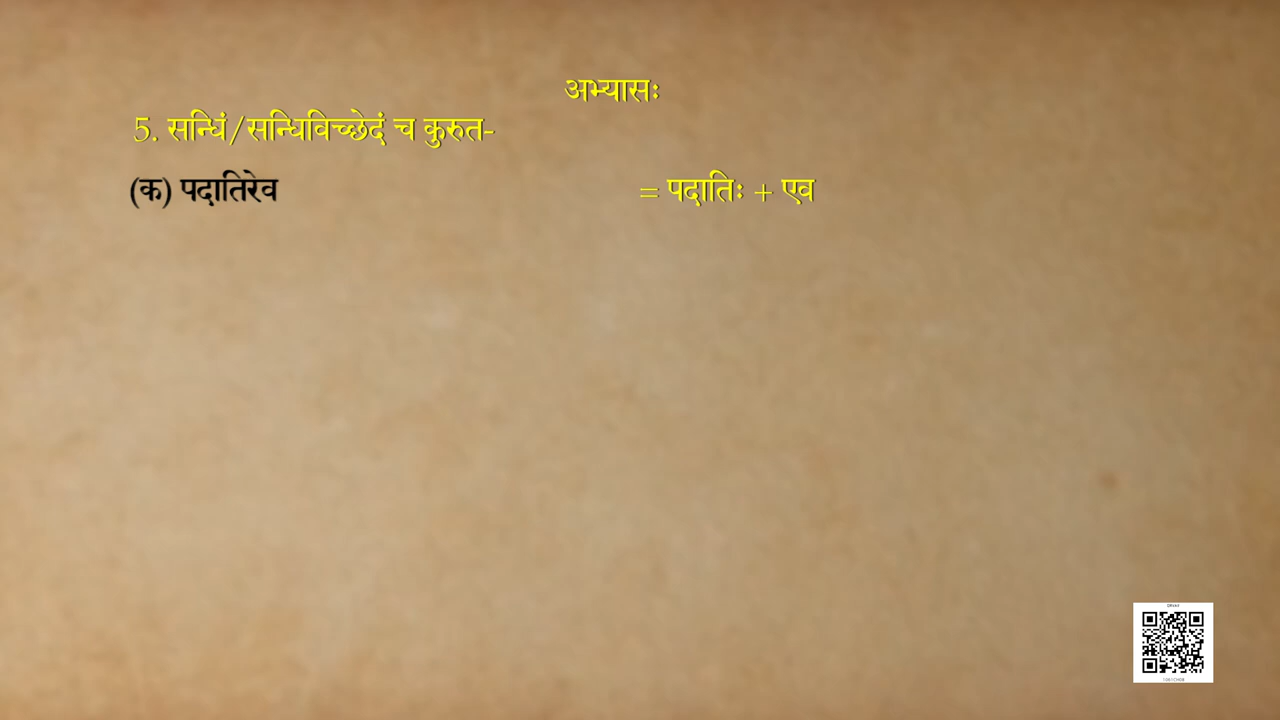 अभ्यासः
5. सन्धिं/सन्धिविच्छेदं च कुरुत-
(क) पदातिरेव = पदातिः + एव